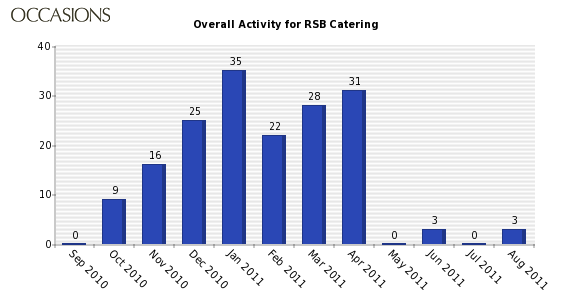 OCCASIONS
Overall Activity for RSB Catering
40
30
20
10
0
0
9
16
25
35
22
28
31
0
3
0
3
Sep 2010
Oct 2010
Nov 2010
Dec 2010
Jan 2011
Feb 2011
Mar 2011
Apr 2011
May 2011
Jun 2011
Jul 2011
Aug 2011